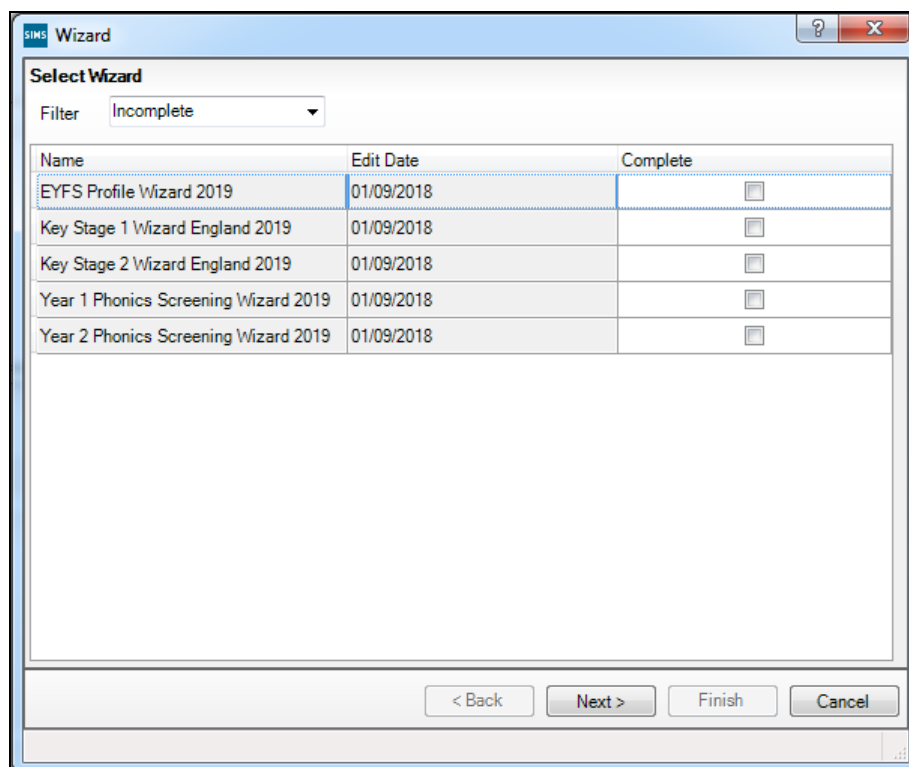 SIMS Wizard ? X
Select Wizard
Filter Incomplete
Name Edit Date Complete
EYFS Profile Wizard 2019 01/09/2018
Key Stage 1 Wizard England 2019 01/09/2018
Key Stage 2 Wizard England 2019 01/09/2018
Year 1 Phonics Screening Wizard 2019 01/09/2018
Year 2 Phonics Screening Wizard 2019 01/09/2018
< Back Next > Finish Cancel